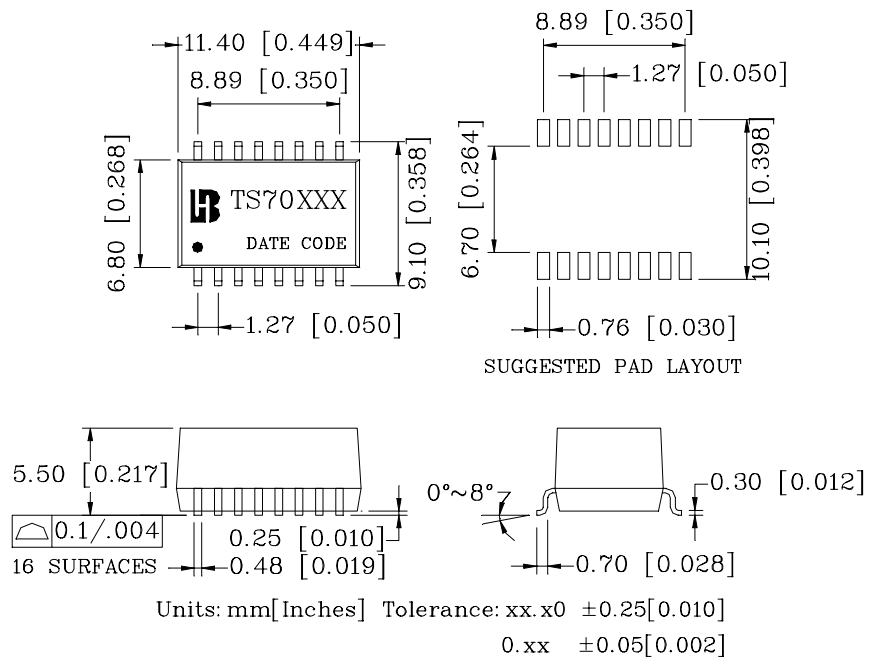 8.89 [0.350]
11.40 [0.449]
8.89 [0.350]
1.27 [0.050]
6.80 [0.268]
TS70XXX
DATE CODE
9.10 [0.358]
6.70 [0.264]
10.10 [0.398]
1.27 [0.050]
0.76 [0.030]
SUGGESTED PAD LAYOUT
5.50 [0.217]
0°~8°
0.30 [0.012]
0.1/.004
0.25 [0.010]
16 SURFACES
0.48 [0.019]
0.70 [0.028]
Units: mm[Inches] Tolerance: xx.x0 ±0.25[0.010]
0.xx ±0.05[0.002]